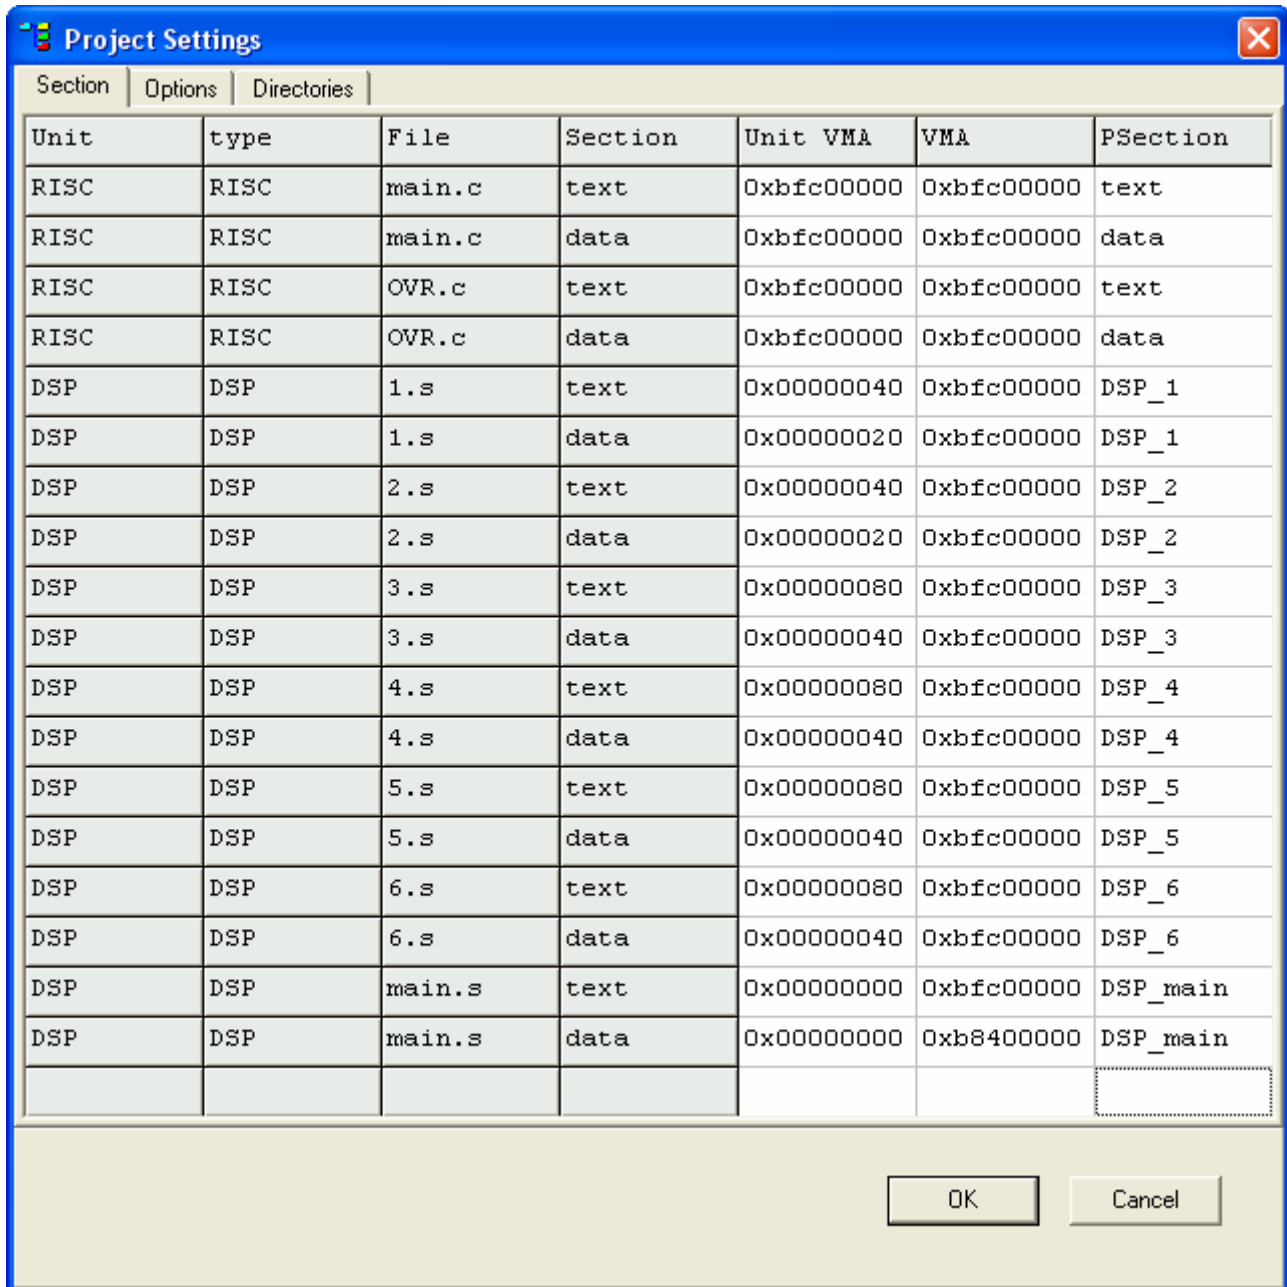 Project Settings
Section Options Directories
Unit type File Section Unit VMA VMA PSection
RISC RISC main.c text 0xbfc00000 0xbfc00000 text
RISC RISC main.c data 0xbfc00000 0xbfc00000 data
RISC RISC OVR.c text 0xbfc00000 0xbfc00000 text
RISC RISC OVR.c data 0xbfc00000 0xbfc00000 data
DSP DSP 1.s text 0x00000040 0xbfc00000 DSP_1
DSP DSP 1.s data 0x00000020 0xbfc00000 DSP_1
DSP DSP 2.s text 0x00000040 0xbfc00000 DSP_2
DSP DSP 2.s data 0x00000020 0xbfc00000 DSP_2
DSP DSP 3.s text 0x00000080 0xbfc00000 DSP_3
DSP DSP 3.s data 0x00000040 0xbfc00000 DSP_3
DSP DSP 4.s text 0x00000080 0xbfc00000 DSP_4
DSP DSP 4.s data 0x00000040 0xbfc00000 DSP_4
DSP DSP 5.s text 0x00000080 0xbfc00000 DSP_5
DSP DSP 5.s data 0x00000040 0xbfc00000 DSP_5
DSP DSP 6.s text 0x00000080 0xbfc00000 DSP_6
DSP DSP 6.s data 0x00000040 0xbfc00000 DSP_6
DSP DSP main.s text 0x00000000 0xbfc00000 DSP_main
DSP DSP main.s data 0x00000000 0xb8400000 DSP_main
OK Cancel